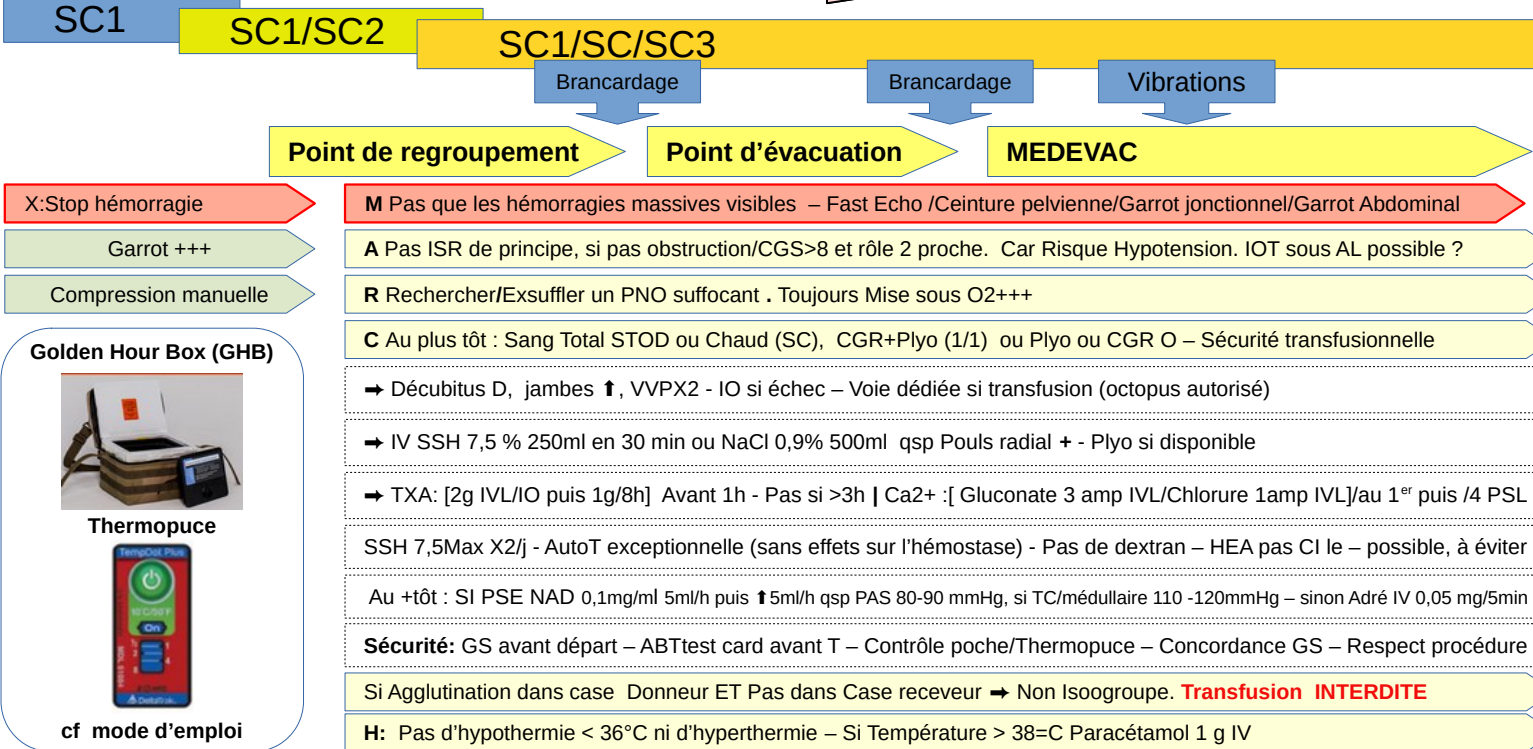 SC1
SC1/SC2
SC1/SC/SC3
Brancardage
Brancardage
Vibrations
Point de regroupement
Point d'évacuation
MEDEVAC
X:Stop hémorragie
M Pas que les hémorragies massives visibles – Fast Echo /Ceinture pelvienne/Garrot jonctionnel/Garrot Abdominal
Garrot +++
A Pas ISR de principe, si pas obstruction/CGS>8 et rôle 2 proche. Car Risque Hypotension. IOT sous AL possible ?
Compression manuelle
R Rechercher/Exsuffler un PNO suffocant . Toujours Mise sous O2+++
Golden Hour Box (GHB)
C Au plus tôt : Sang Total STOD ou Chaud (SC), CGR+Plyo (1/1) ou Plyo ou CGR O – Sécurité transfusionnelle
➡ Décubitus D, jambes ⬆, VVPX2 - IO si échec – Voie dédiée si transfusion (octopus autorisé)
➡ IV SSH 7,5 % 250ml en 30 min ou NaCl 0,9% 500ml qsp Pouls radial + - Plyo si disponible
➡ TXA: [2g IVL/IO puis 1g/8h] Avant 1h - Pas si >3h | Ca2+ :[ Gluconate 3 amp IVL/Chlorure 1amp IVL]/au 1er puis /4 PSL
Thermopuce
TempDot Plus
10°C/50°F
On
DeltaTrak
SSH 7,5Max X2/j - AutoT exceptionnelle (sans effets sur l'hémostase) - Pas de dextran – HEA pas CI le – possible, à éviter
Au +tôt : SI PSE NAD 0,1mg/ml 5ml/h puis ⬆5ml/h qsp PAS 80-90 mmHg, si TC/médullaire 110 -120mmHg – sinon Adré IV 0,05 mg/5min
Sécurité: GS avant départ – ABTtest card avant T – Contrôle poche/Thermopuce – Concordance GS – Respect procédure
Si Agglutination dans case Donneur ET Pas dans Case receveur ➡ Non Isoogroupe. Transfusion INTERDITE
cf mode d'emploi
H: Pas d'hypothermie < 36°C ni d'hyperthermie – Si Température > 38=C Paracétamol 1 g IV